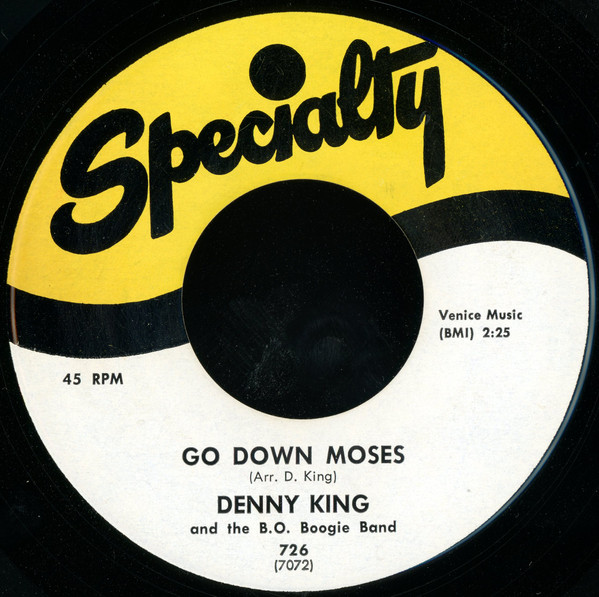 Specialty
Venice Music
(BMI) 2:25
45 RPM
GO DOWN MOSES
(Arr. D. King)
DENNY KING
and the B.O. Boogie Band
726
(7072)